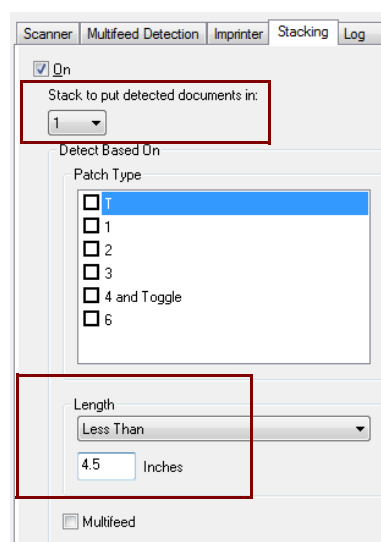 Scanner Multifeed Detection Imprinter Stacking Log
On
Stack to put detected documents in:
1
Detect Based On
Patch Type
T
1
2
3
4 and Toggle
6
Length
Less Than
4.5 Inches
Multifeed